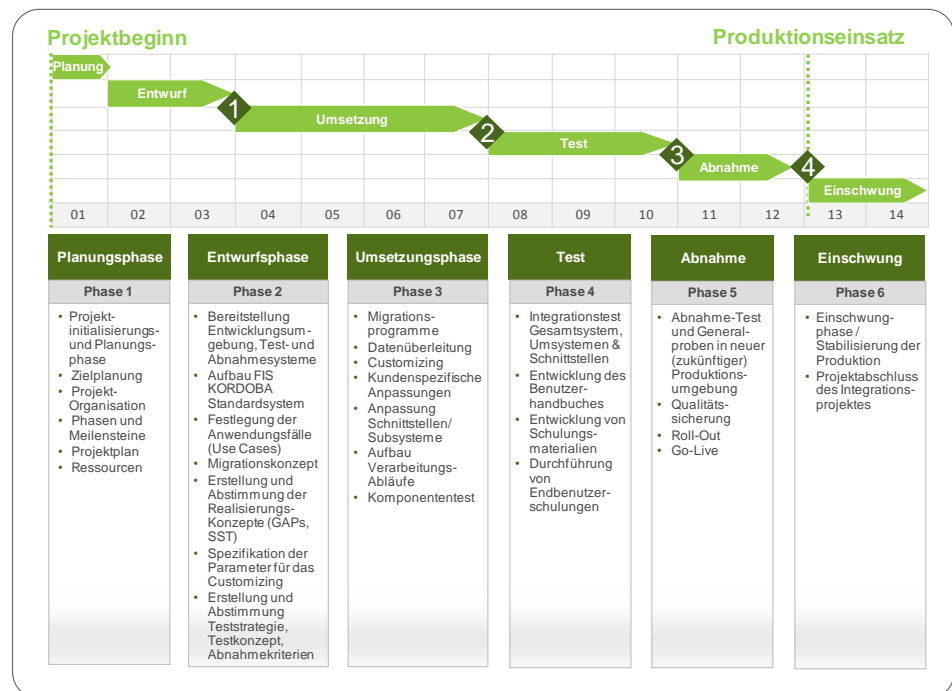 Projektbeginn
Produktionseinsatz
Planung
Entwurf
1
Umsetzung
2
Test
3
Abnahme
4
Einschwung
01 02 03 04 05 06 07 08 09 10 11 12 13 14
Planungsphase
Phase 1
• Projekt-
initialisierungs-
und Planungs-
phase
• Zielplanung
• Projekt-
Organisation
• Phasen und
Meilensteine
• Projektplan
• Ressourcen
Entwurfsphase
Phase 2
• Bereitstellung
Entwicklungsum-
gebung, Test- und
Abnahmesysteme
• Aufbau FIS
KORDOBA
Standardsystem
• Festlegung der
Anwendungsfälle
(Use Cases)
• Migrationskonzept
• Erstellung und
Abstimmung der
Realisierungs-
Konzepte (GAPs,
SST)
• Spezifikation der
Parameter für das
Customizing
• Erstellung und
Abstimmung
Teststrategie,
Testkonzept,
Abnahmekriterien
Umsetzungsphase
Phase 3
• Migrations-
programme
• Datenüberleitung
• Customizing
• Kundenspezifische
Anpassungen
• Anpassung
Schnittstellen/
Subsysteme
• Aufbau
Verarbeitungs-
Abläufe
• Komponententest
Test
Phase 4
• Integrationstest
Gesamtsystem,
Umsystemen &
Schnittstellen
• Entwicklung des
Benutzer-
handbuches
• Entwicklung von
Schulungs-
materialien
• Durchführung
von
Endbenutzer-
schulungen
Abnahme
Phase 5
• Abnahme-Test
und General-
proben in neuer
(zukünftiger)
Produktions-
umgebung
• Qualitäts-
sicherung
• Roll-Out
• Go-Live
Einschwung
Phase 6
• Einschwung-
phase /
Stabilisierung der
Produktion
• Projektabschluss
des Integrations-
projektes